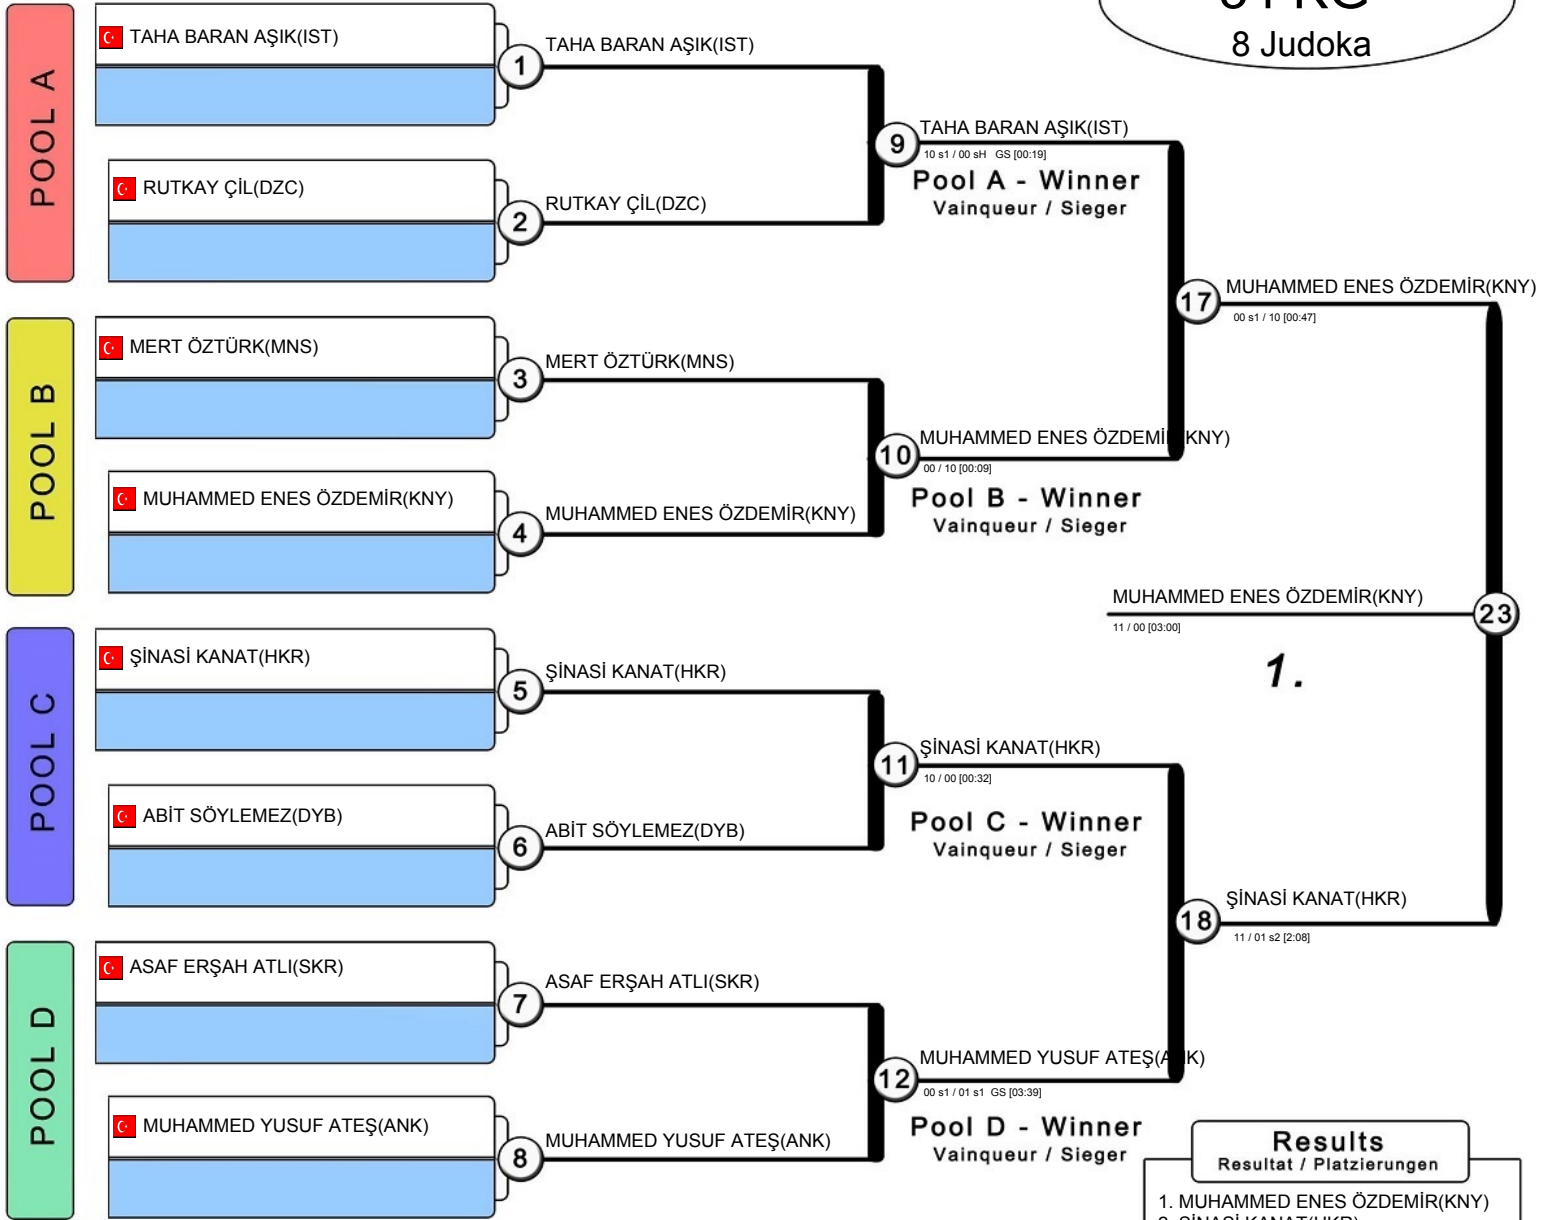 8 Judoka
POOL A
TAHA BARAN AŞIK(IST)
1
TAHA BARAN AŞIK(IST)
RUTKAY ÇİL(DZC)
2
RUTKAY ÇİL(DZC)
9
TAHA BARAN AŞIK(IST)
10 s1 / 00 sH GS [00:19]
Pool A - Winner
Vainqueur / Sieger
POOL B
MERT ÖZTÜRK(MNS)
3
MERT ÖZTÜRK(MNS)
MUHAMMED ENES ÖZDEMİR(KNY)
4
MUHAMMED ENES ÖZDEMİR(KNY)
10
MUHAMMED ENES ÖZDEMİR(KNY)
00 / 10 [00:09]
Pool B - Winner
Vainqueur / Sieger
17
MUHAMMED ENES ÖZDEMİR(KNY)
00 s1 / 10 [00:47]
MUHAMMED ENES ÖZDEMİR(KNY)
23
11 / 00 [03:00]
1.
POOL C
ŞİNASİ KANAT(HKR)
5
ŞİNASİ KANAT(HKR)
ABİT SÖYLEMEZ(DYB)
6
ABİT SÖYLEMEZ(DYB)
11
ŞİNASİ KANAT(HKR)
10 / 00 [00:32]
Pool C - Winner
Vainqueur / Sieger
18
ŞİNASİ KANAT(HKR)
11 / 01 s2 [2:08]
POOL D
ASAF ERŞAH ATLI(SKR)
7
ASAF ERŞAH ATLI(SKR)
MUHAMMED YUSUF ATEŞ(ANK)
8
MUHAMMED YUSUF ATEŞ(ANK)
12
MUHAMMED YUSUF ATEŞ(ANK)
00 s1 / 01 s1 GS [03:39]
Pool D - Winner
Vainqueur / Sieger
Results
Resultat / Platzierungen
1. MUHAMMED ENES ÖZDEMİR(KNY)